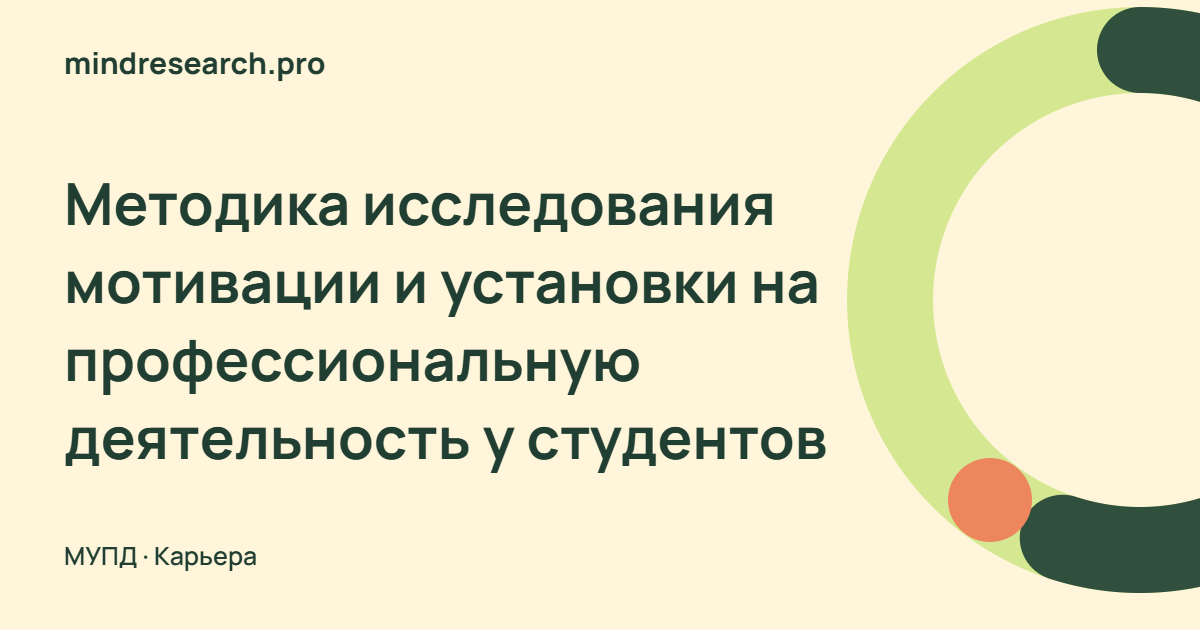 mindresearch.pro
Методика исследования
мотивации и установки на
профессиональную
деятельность у студентов
МУПД · Карьера